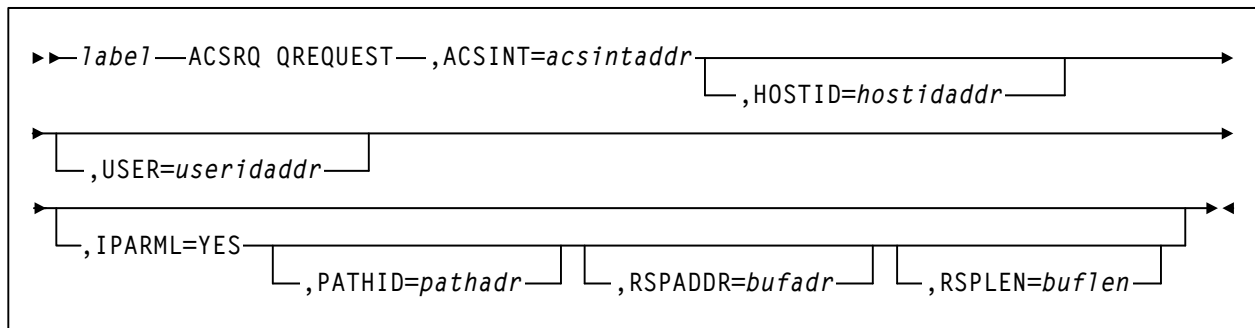 label ACSRQ QREQUEST ,ACSINT=acsintaddr
,HOSTID=hostidaddr
,USER=useridaddr
,IPARML=YES
,PATHID=pathadr ,RSPADDR=bufadr ,RSPLEN=buflen